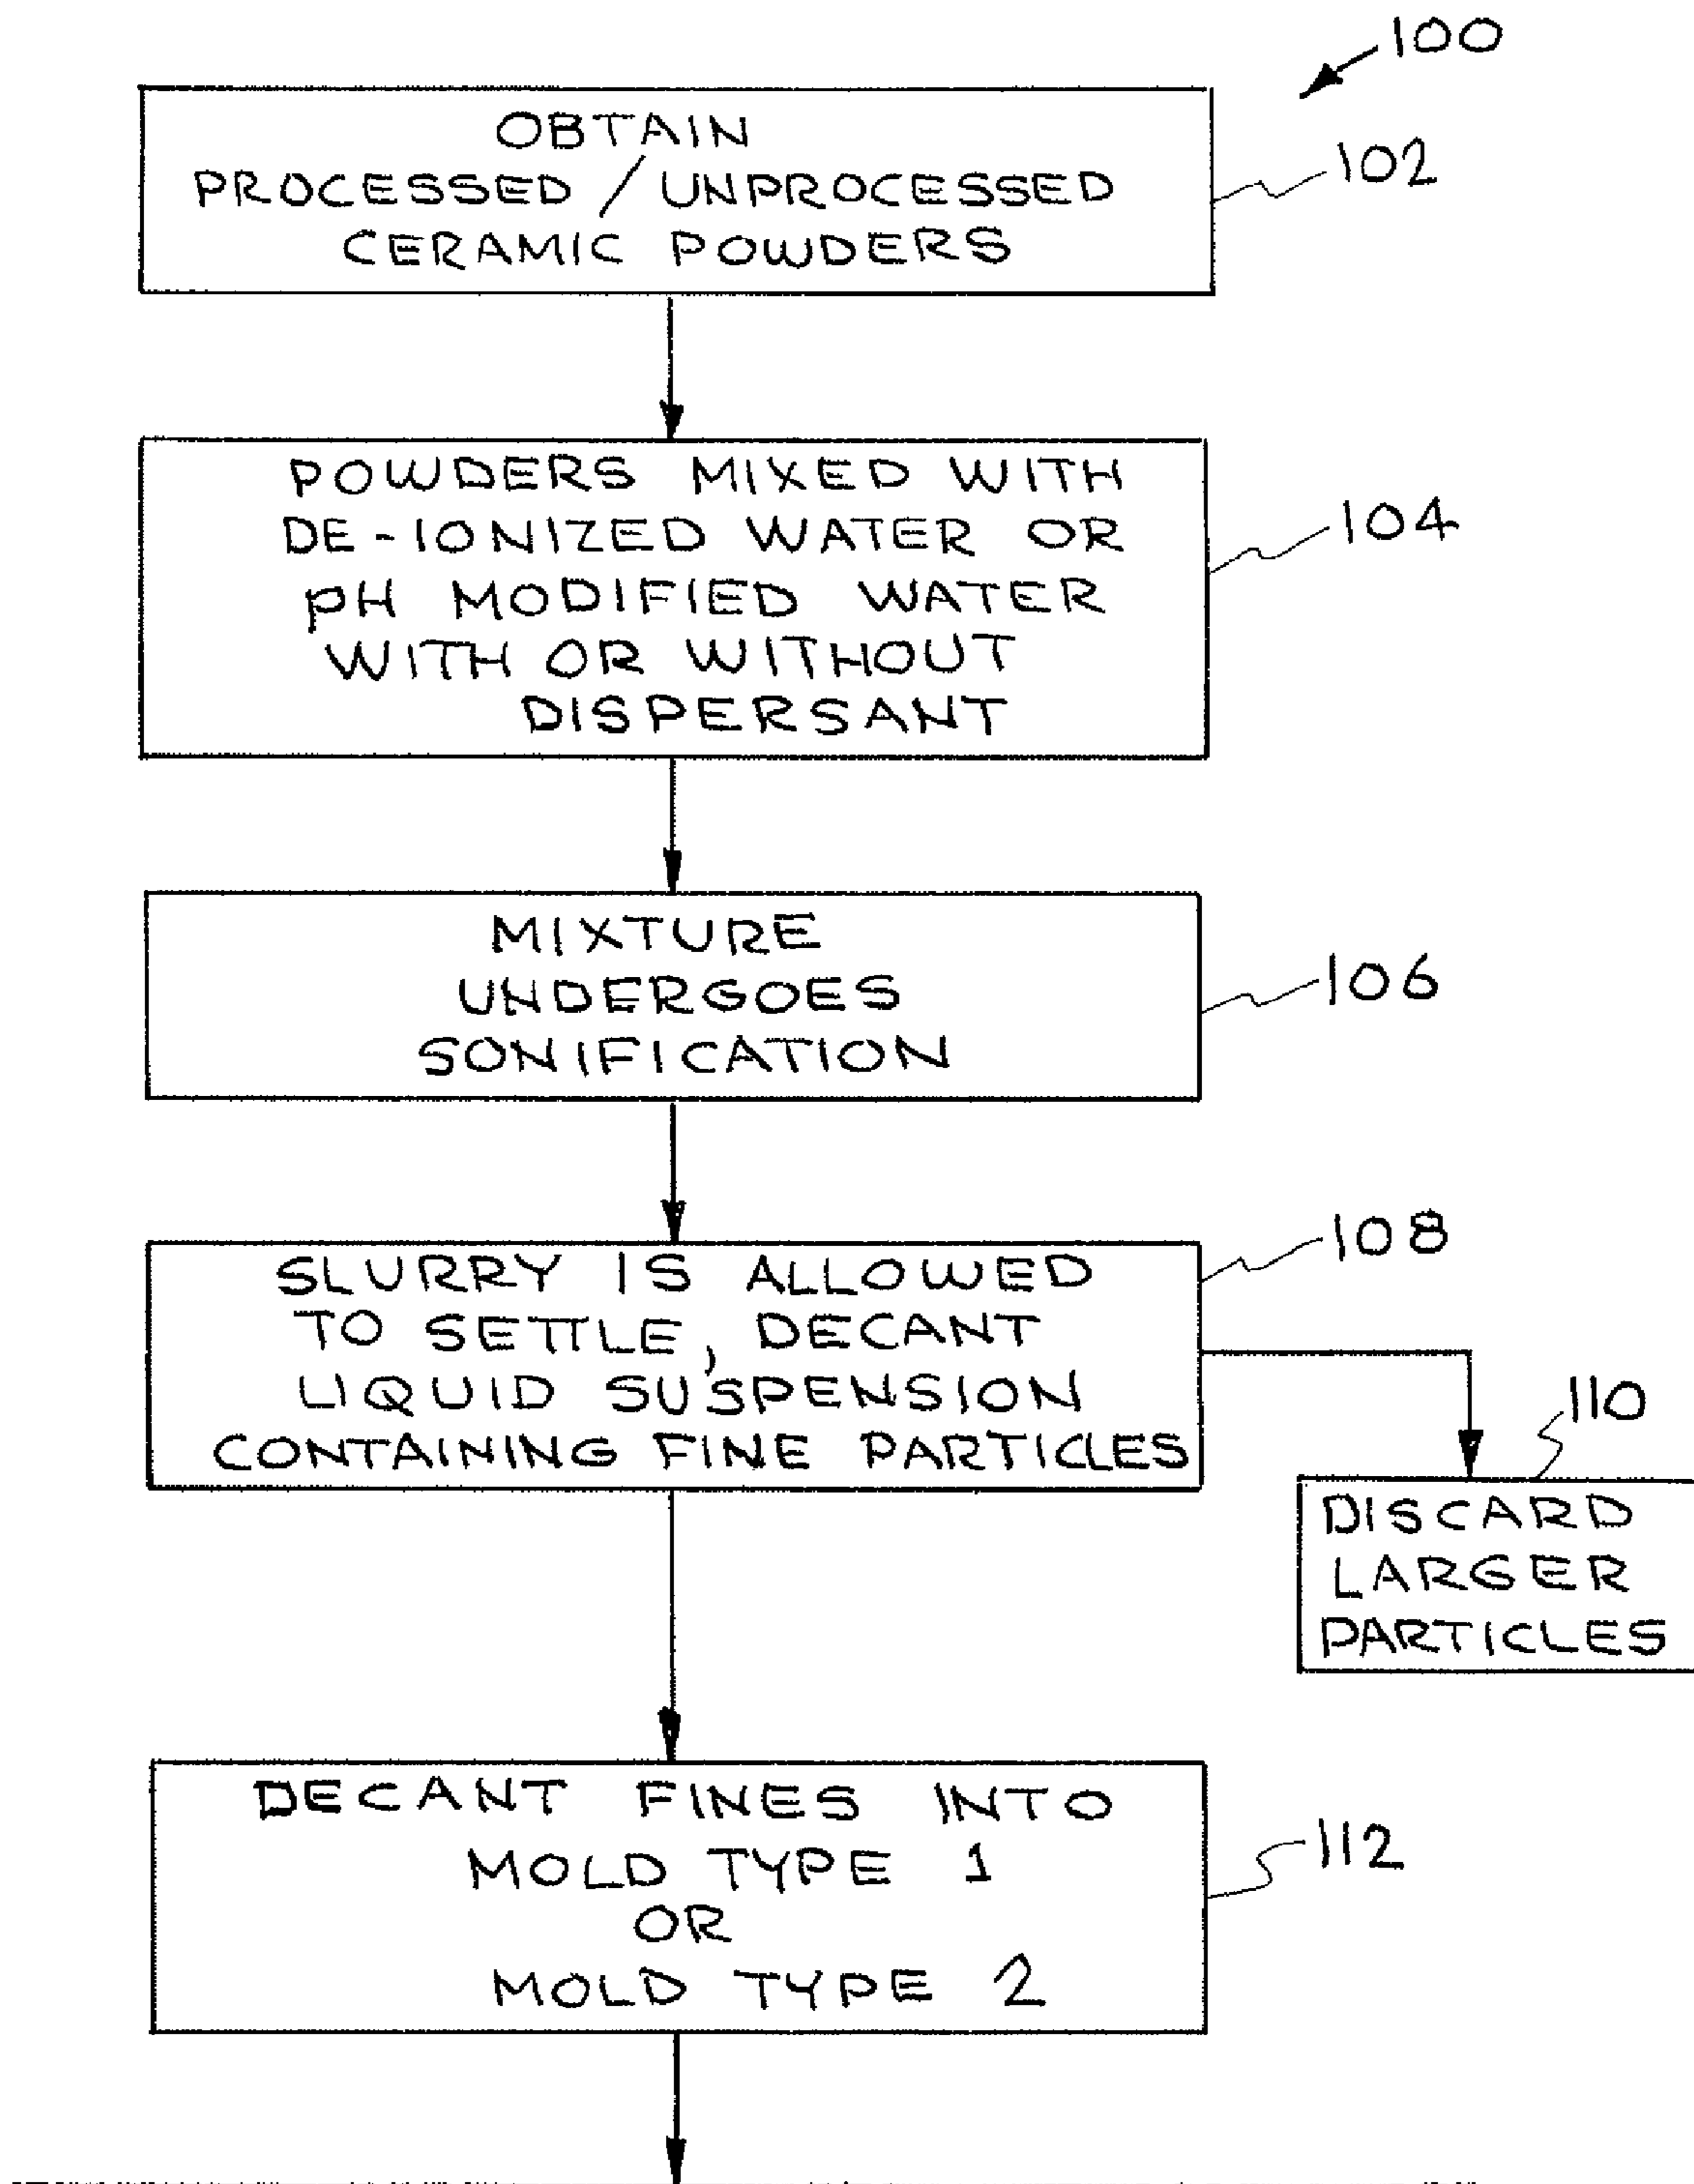 100
OBTAIN
PROCESSED / UNPROCESSED
CERAMIC POWDERS
102
POWDERS MIXED WITH
DE-IONIZED WATER OR
pH MODIFIED WATER
WITH OR WITHOUT
DISPERSANT
104
MIXTURE
UNDERGOES
SONIFICATION
106
SLURRY IS ALLOWED
TO SETTLE, DECANT
LIQUID SUSPENSION
CONTAINING FINE PARTICLES
108
110
DISCARD
LARGER
PARTICLES
DECANT FINES INTO
MOLD TYPE 1
OR
MOLD TYPE 2
112